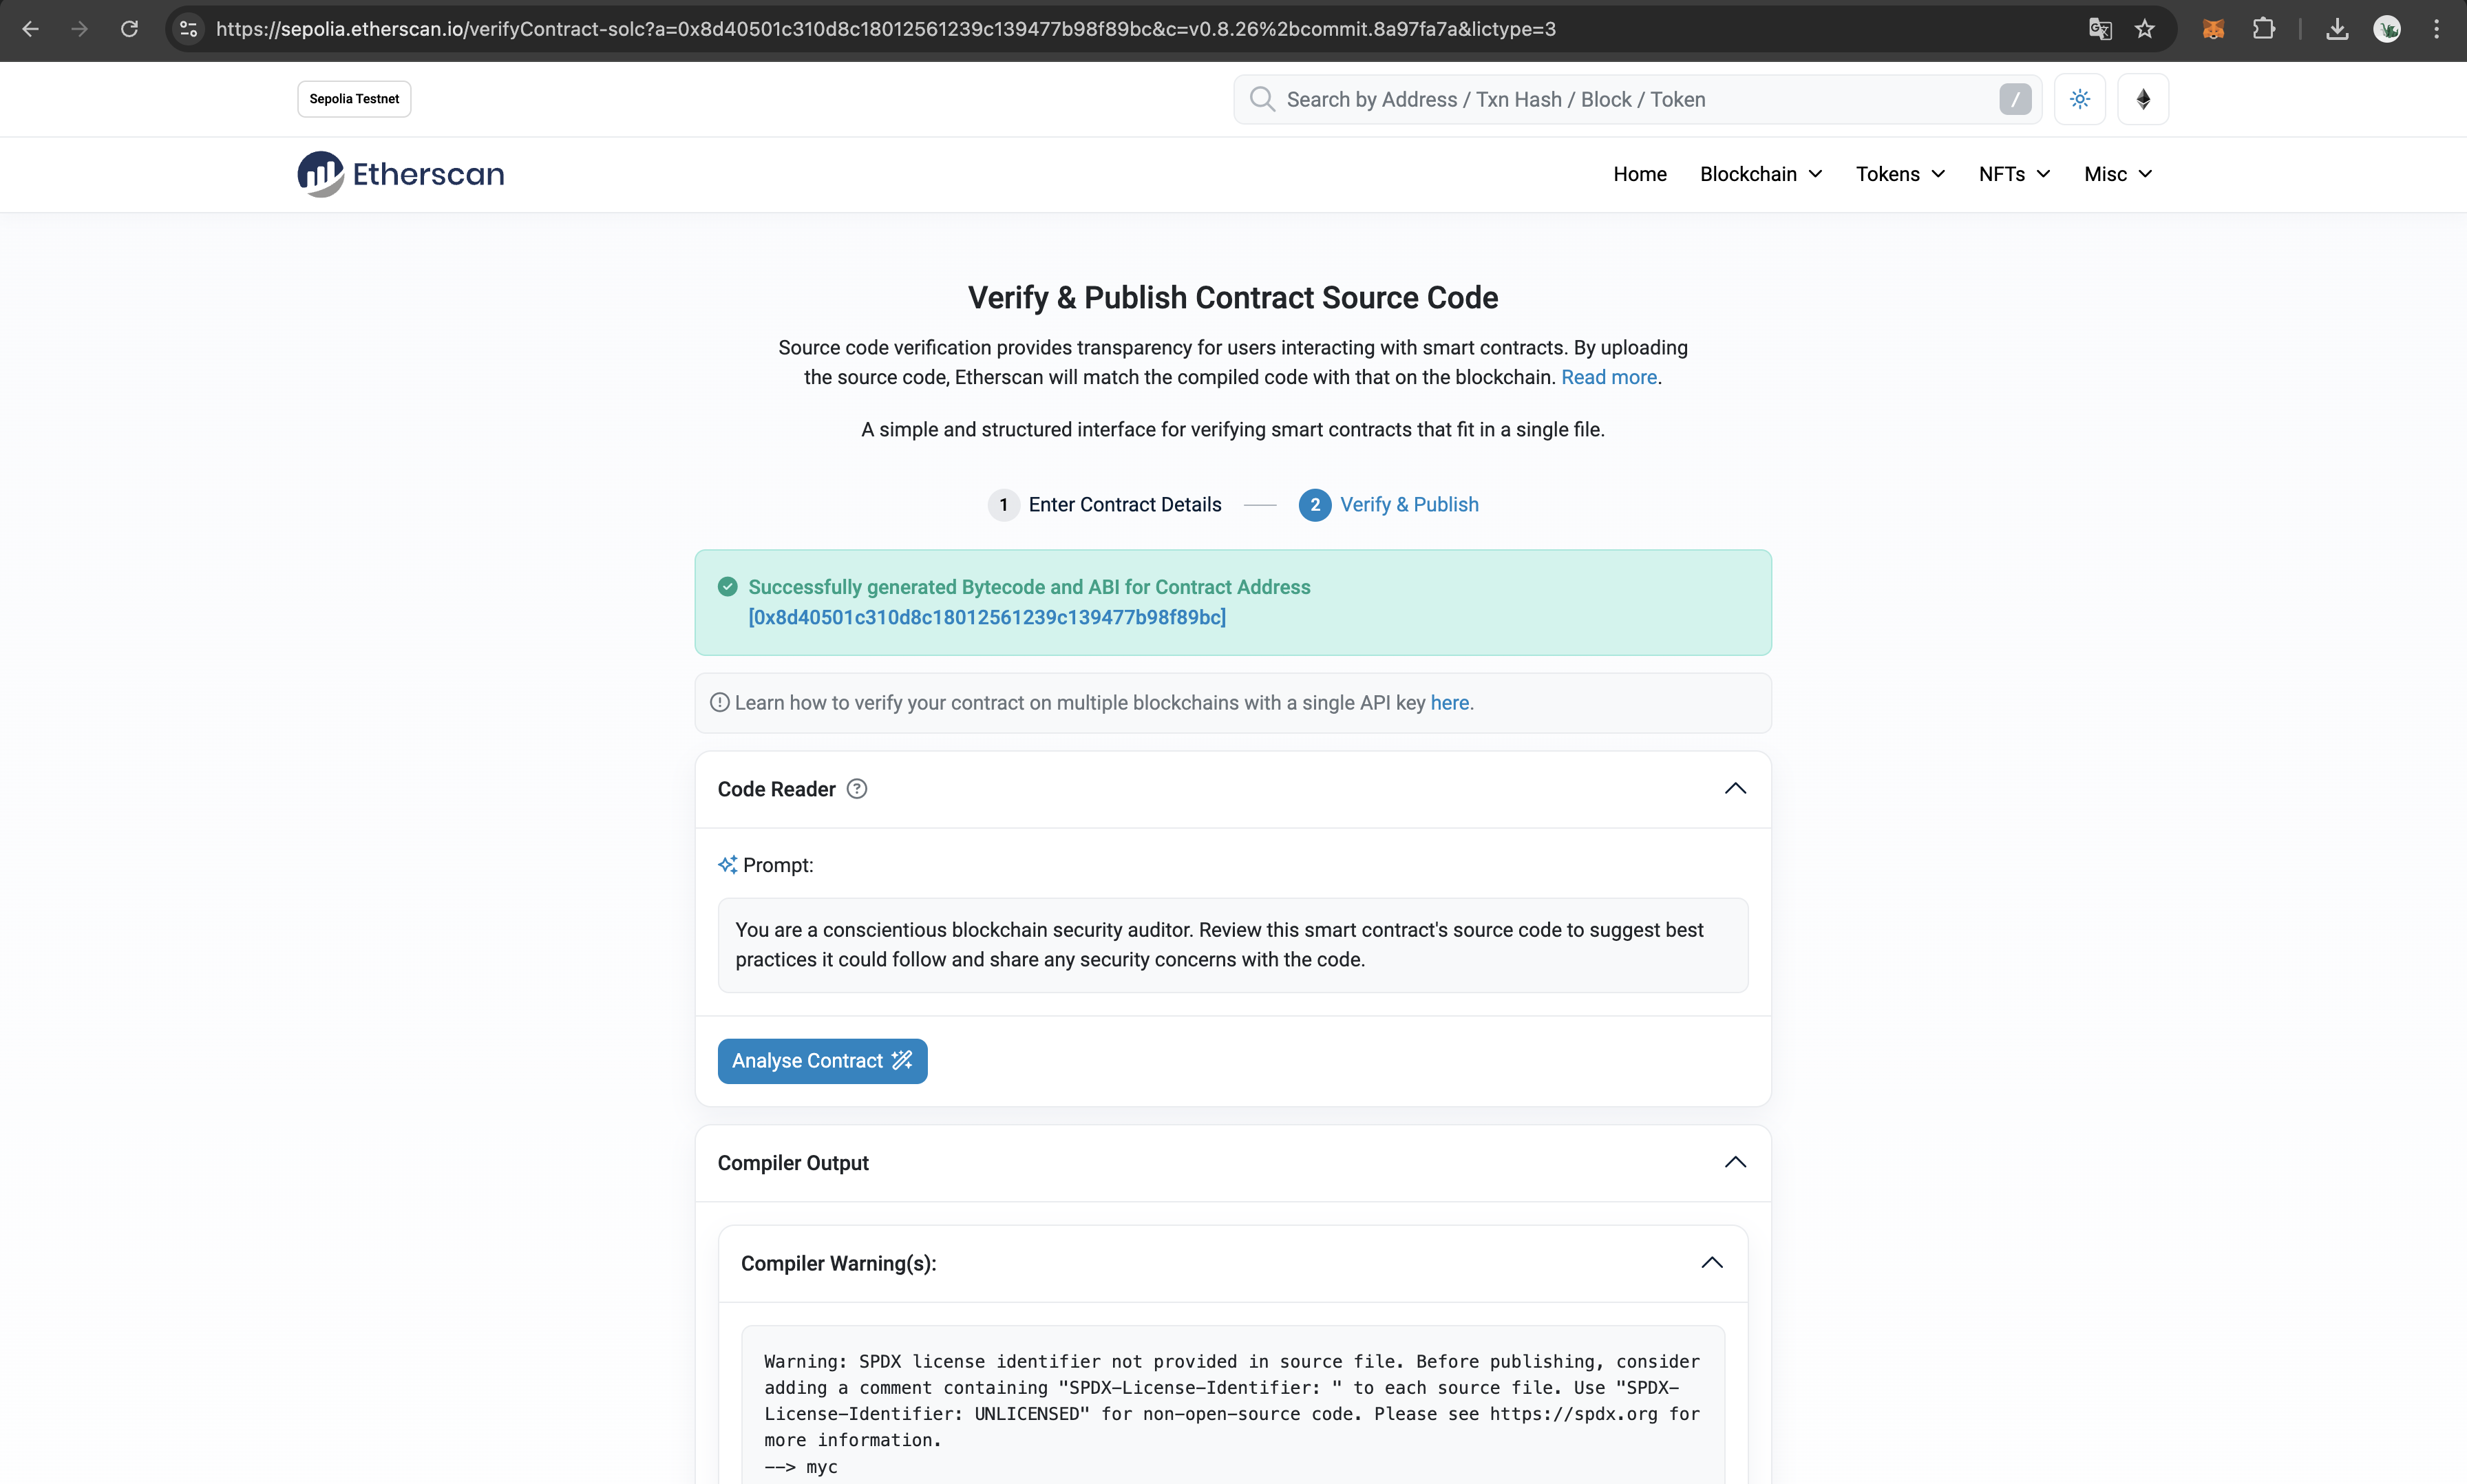 https://sepolia.etherscan.io/verifyContract-solc?a=0x8d40501c310d8c18012561239c139477b98f89bc&c=v0.8.26%2bcommit.8a97fa7a&lictype=3
Sepolia Testnet
Search by Address / Txn Hash / Block / Token
/
Etherscan
Home
Blockchain
Tokens
NFTs
Misc
Verify & Publish Contract Source Code
Source code verification provides transparency for users interacting with smart contracts. By uploading
the source code, Etherscan will match the compiled code with that on the blockchain. Read more.
A simple and structured interface for verifying smart contracts that fit in a single file.
1 Enter Contract Details
2 Verify & Publish
Successfully generated Bytecode and ABI for Contract Address
[0x8d40501c310d8c18012561239c139477b98f89bc]
Learn how to verify your contract on multiple blockchains with a single API key here.
Code Reader
Prompt:
You are a conscientious blockchain security auditor. Review this smart contract's source code to suggest best
practices it could follow and share any security concerns with the code.
Analyse Contract
Compiler Output
Compiler Warning(s):
Warning: SPDX license identifier not provided in source file. Before publishing, consider
adding a comment containing "SPDX-License-Identifier: " to each source file. Use "SPDX-
License-Identifier: UNLICENSED" for non-open-source code. Please see https://spdx.org for
more information.
--> myc